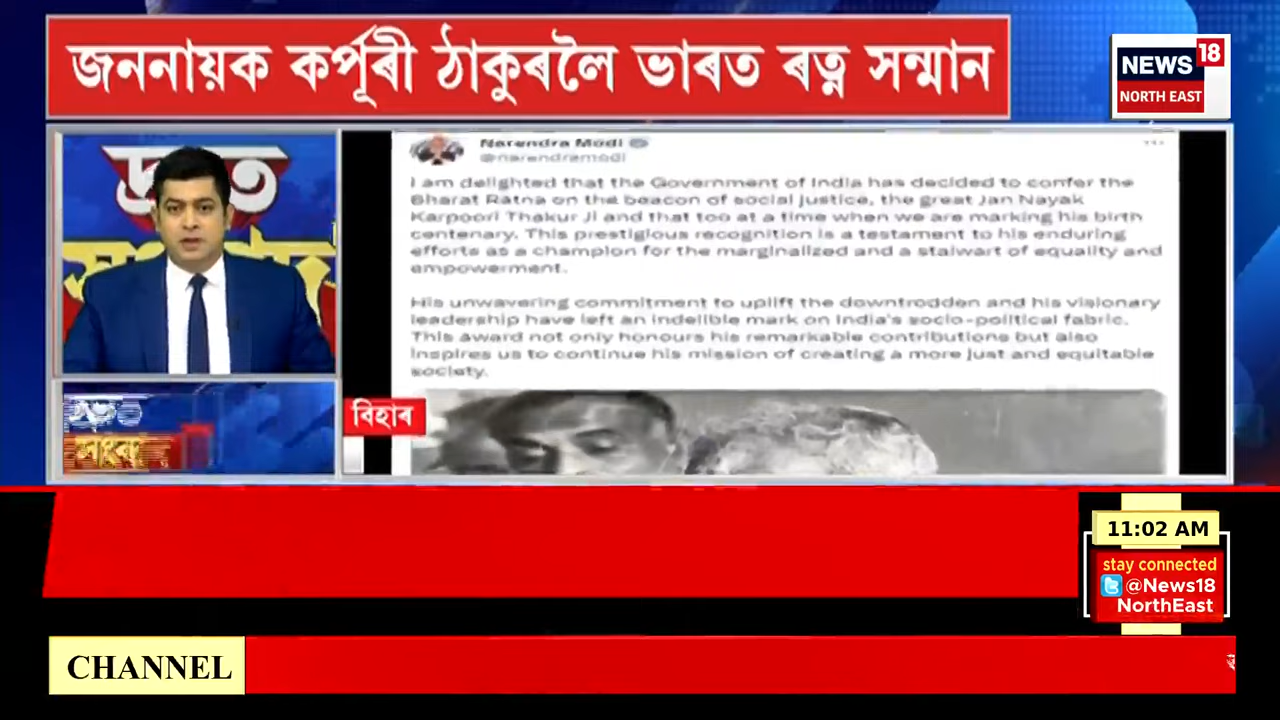 জননায়ক কৰ্পূৰী ঠাকুৰলৈ ভাৰত ৰত্ন সন্মান
NEWS 18
NORTH EAST
দ্ৰুত
Narendra Modi
@narendramodi
I am delighted that the Government of India has decided to confer the
Bharat Ratna on the beacon of social justice, the great Jan Nayak
Karpoori Thakur Ji and that too at a time when we are marking his birth
centenary. This prestigious recognition is a testament to his enduring
efforts as a champion for the marginalized and a stalwart of equality and
empowerment.
His unwavering commitment to uplift the downtrodden and his visionary
leadership have left an indelible mark on India's socio-political fabric.
This award not only honours his remarkable contributions but also
inspires us to continue his mission of creating a more just and equitable
society.
বিহাৰ
11:02 AM
stay connected
@News18
NorthEast
CHANNEL